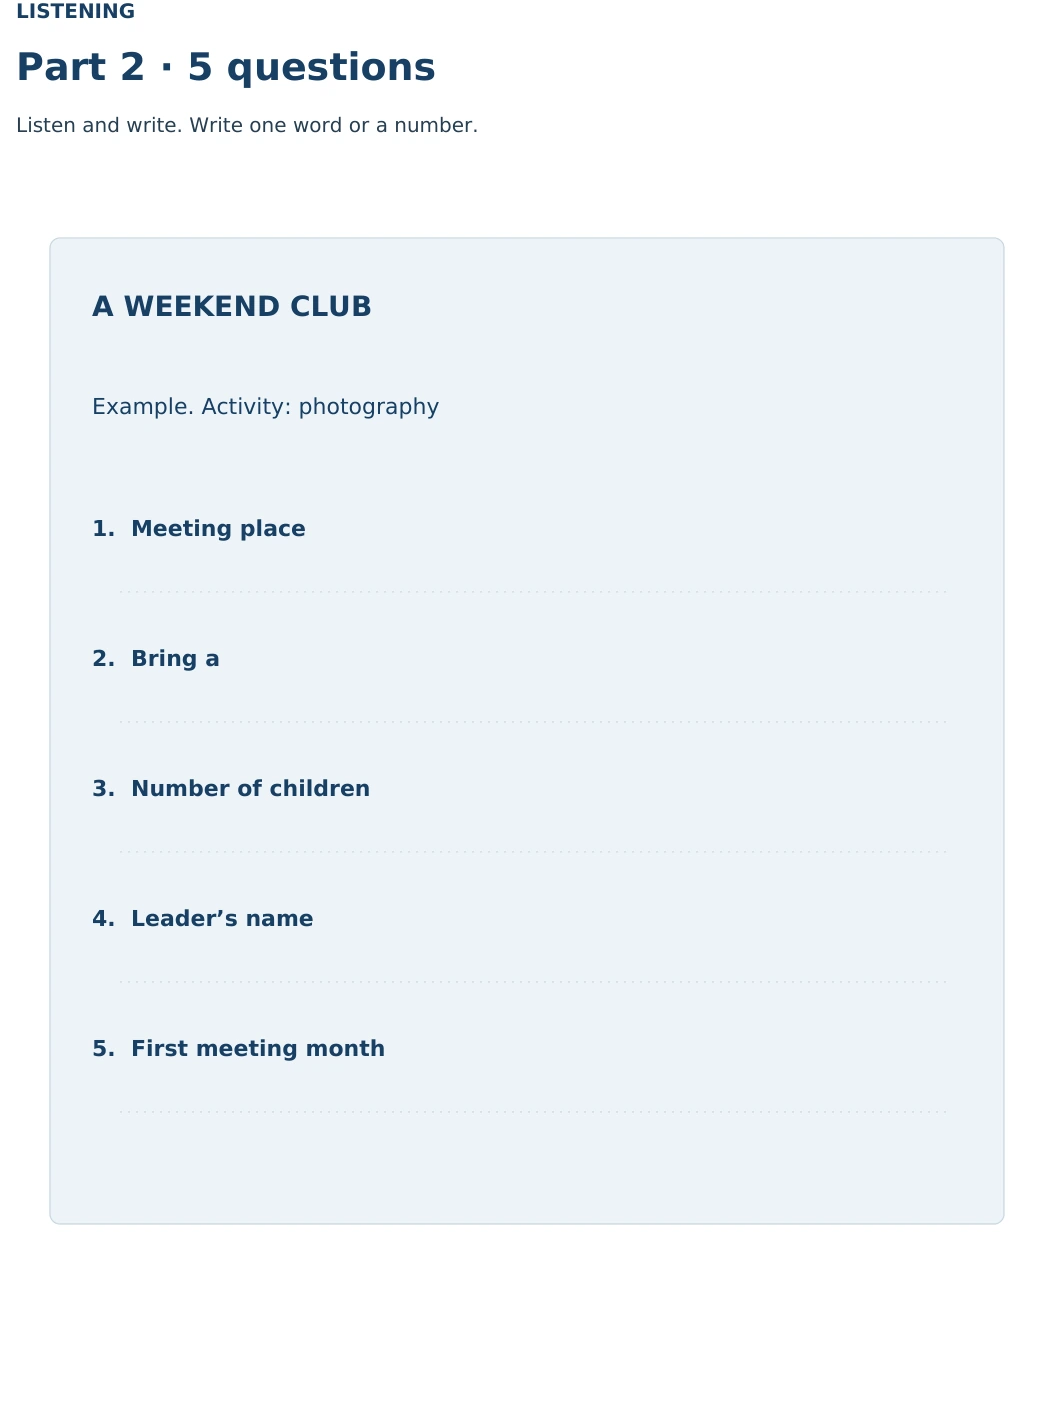 LISTENING
Part 2 · 5 questions
Listen and write. Write one word or a number.
A WEEKEND CLUB
Example. Activity: photography
1. Meeting place
2. Bring a
3. Number of children
4. Leader’s name
5. First meeting month